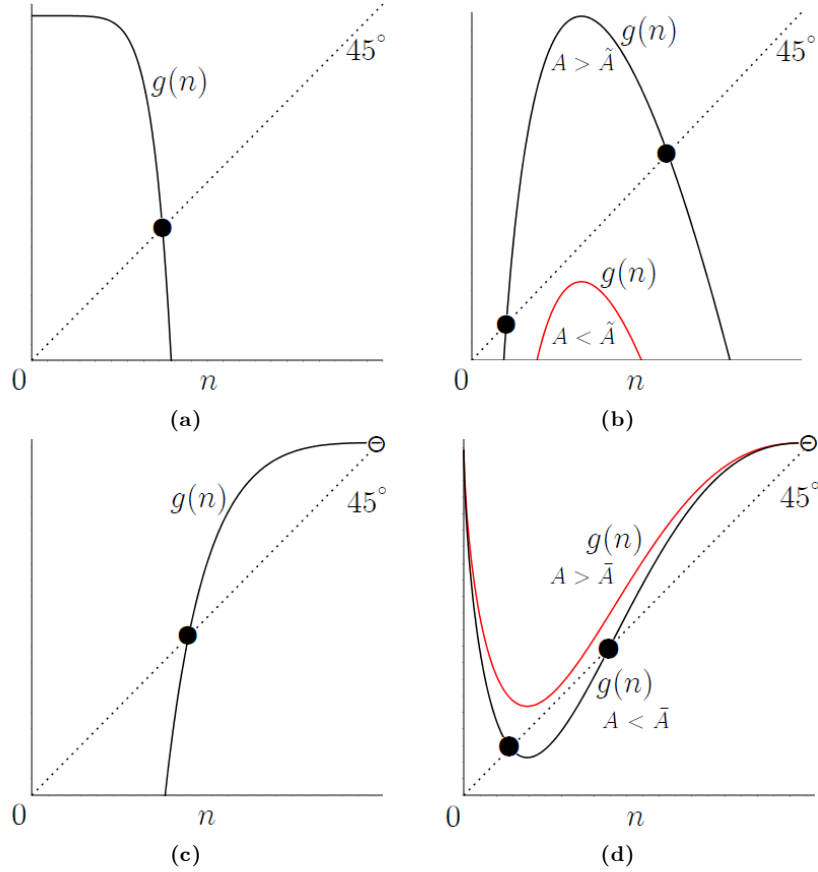 45°
g(n)
0
n
(a)
g(n)
A > Ã
45°
g(n)
A < Ã
0
n
(b)
g(n)
45°
0
n
(c)
45°
g(n)
A > Ā
g(n)
A < Ā
0
n
(d)